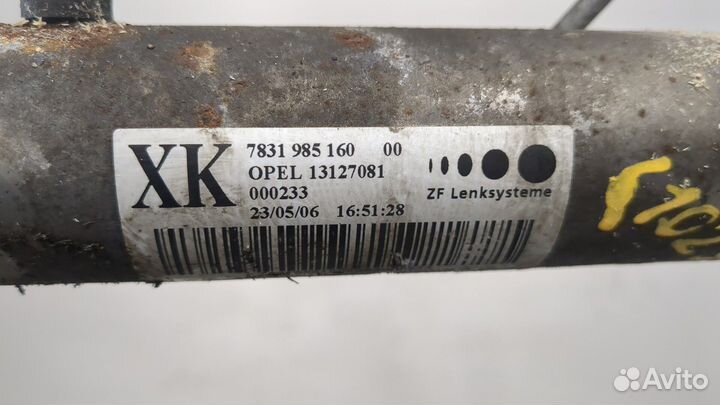 XK
7831 985 160 00
OPEL 13127081
000233
23/05/06 16:51:28
ZF Lenksysteme
Avito